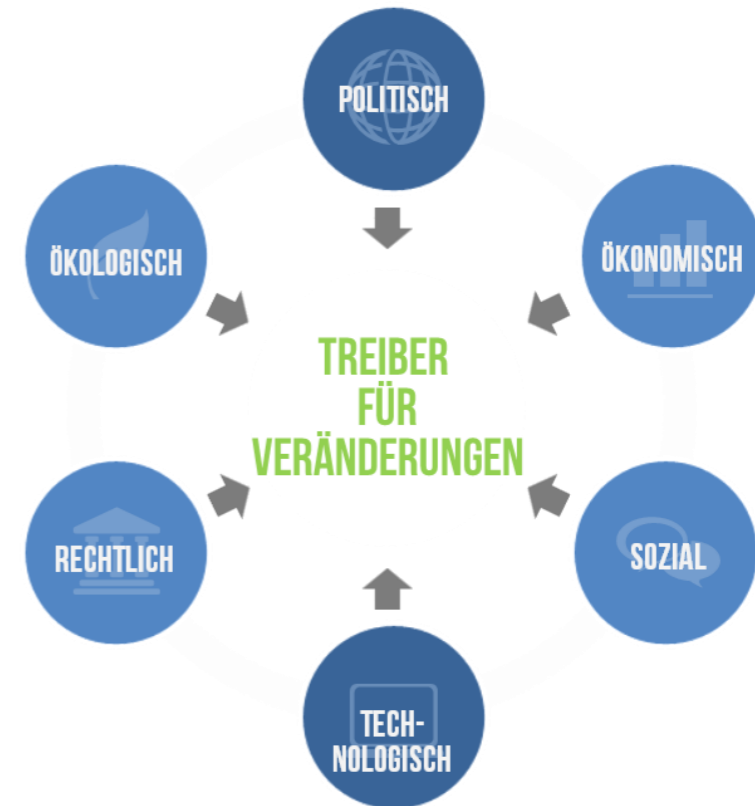 POLITISCH
ÖKOLOGISCH
ÖKONOMISCH
TREIBER
FÜR
VERÄNDERUNGEN
RECHTLICH
SOZIAL
TECH-
NOLOGISCH